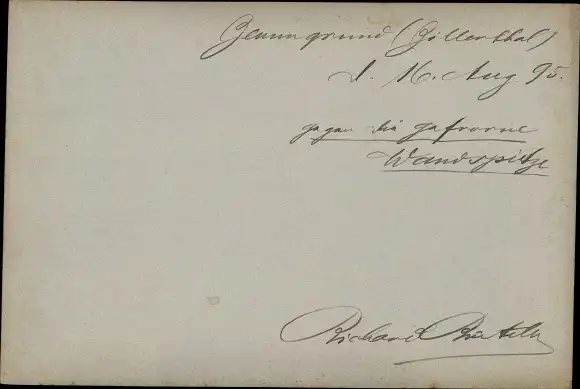 Zemmgrund (Zillerthal)
d. 16. Aug 95.
gegen die gefrorne
Wandspitze
Richard